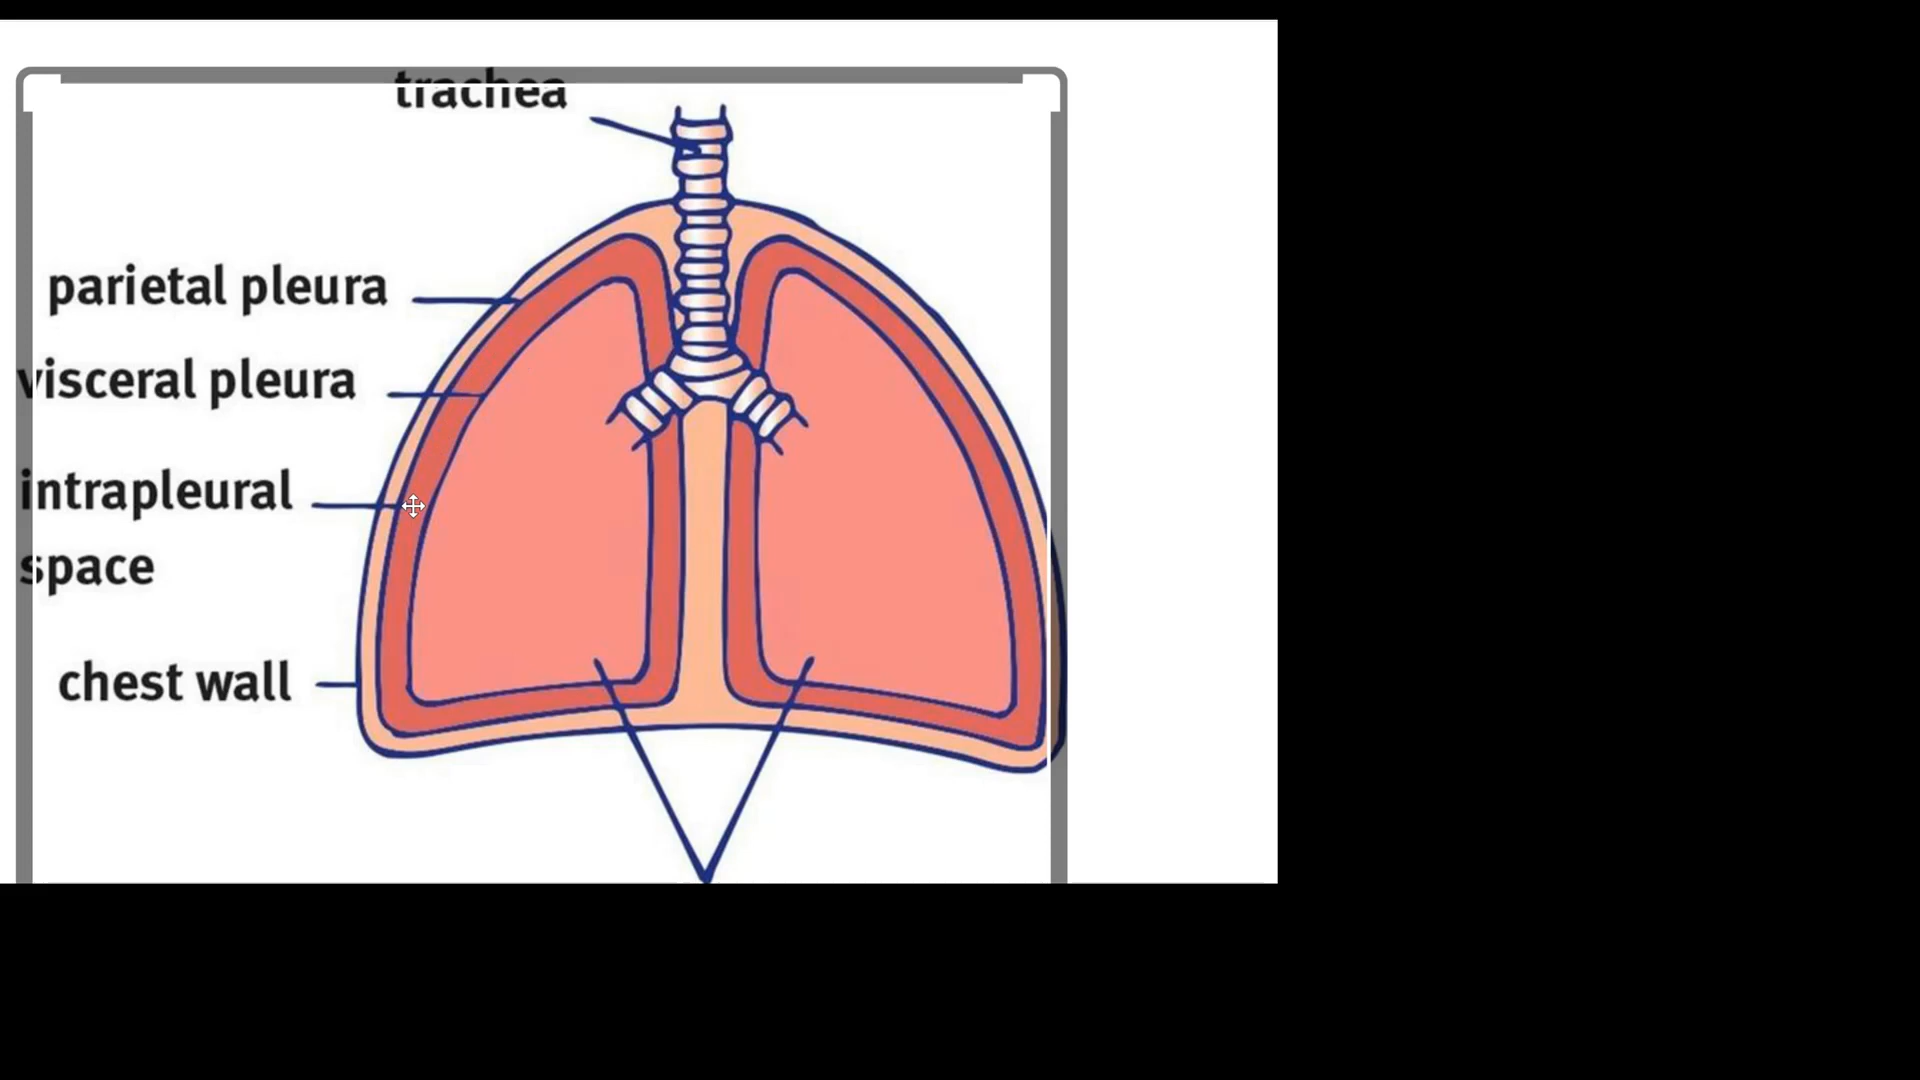 trachea
parietal pleura
visceral pleura
intrapleural
space
chest wall